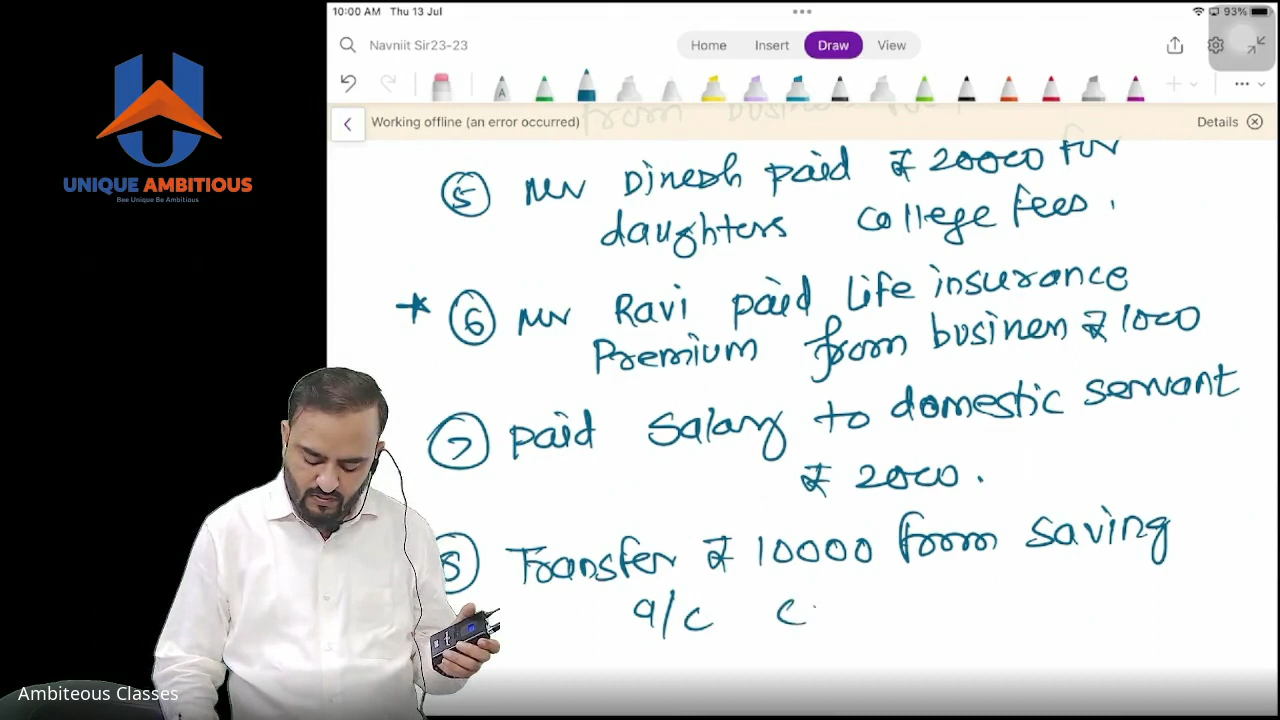 10:00 AM Thu 13 Jul
93%
Navniit Sir23-23
Home Insert Draw View
UNIQUE AMBITIOUS
Bee Unique Be Ambitious
A
from
Working offline (an error occurred)
Details
5 Mr Dinesh paid ₹ 20000 for
daughters college fees.
6 Mr Ravi paid Life insurance
Premium from business ₹ 1000
7 paid salary to domestic servant
₹ 2000.
8 Transfer ₹ 10000 from saving
a/c c
Ambiteous Classes